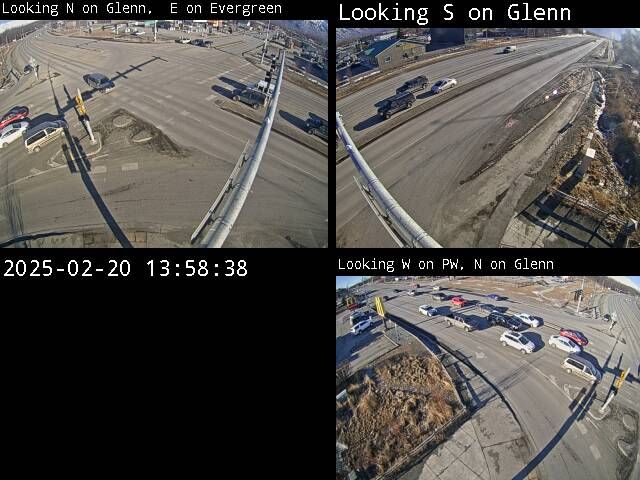 Looking N on Glenn,  E on Evergreen
Looking S on Glenn
2025-02-20 13:58:38
Looking W on PW, N on Glenn